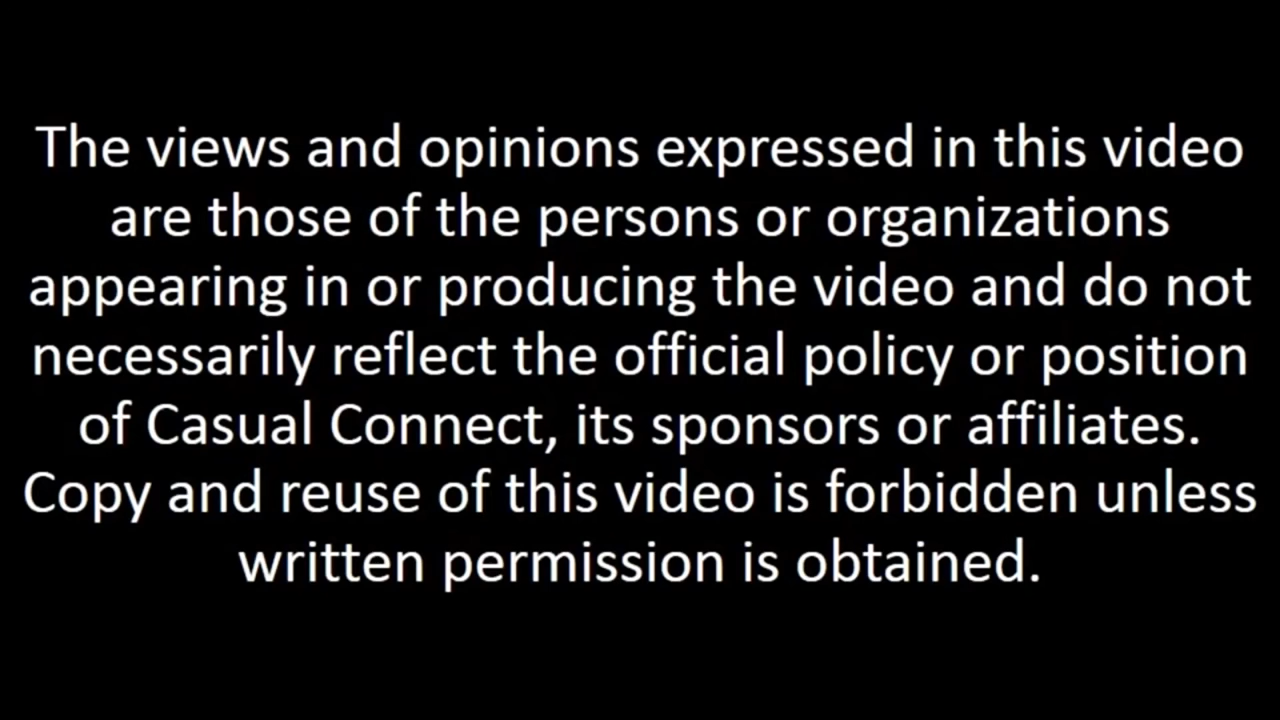 The views and opinions expressed in this video
are those of the persons or organizations
appearing in or producing the video and do not
necessarily reflect the official policy or position
of Casual Connect, its sponsors or affiliates.
Copy and reuse of this video is forbidden unless
written permission is obtained.